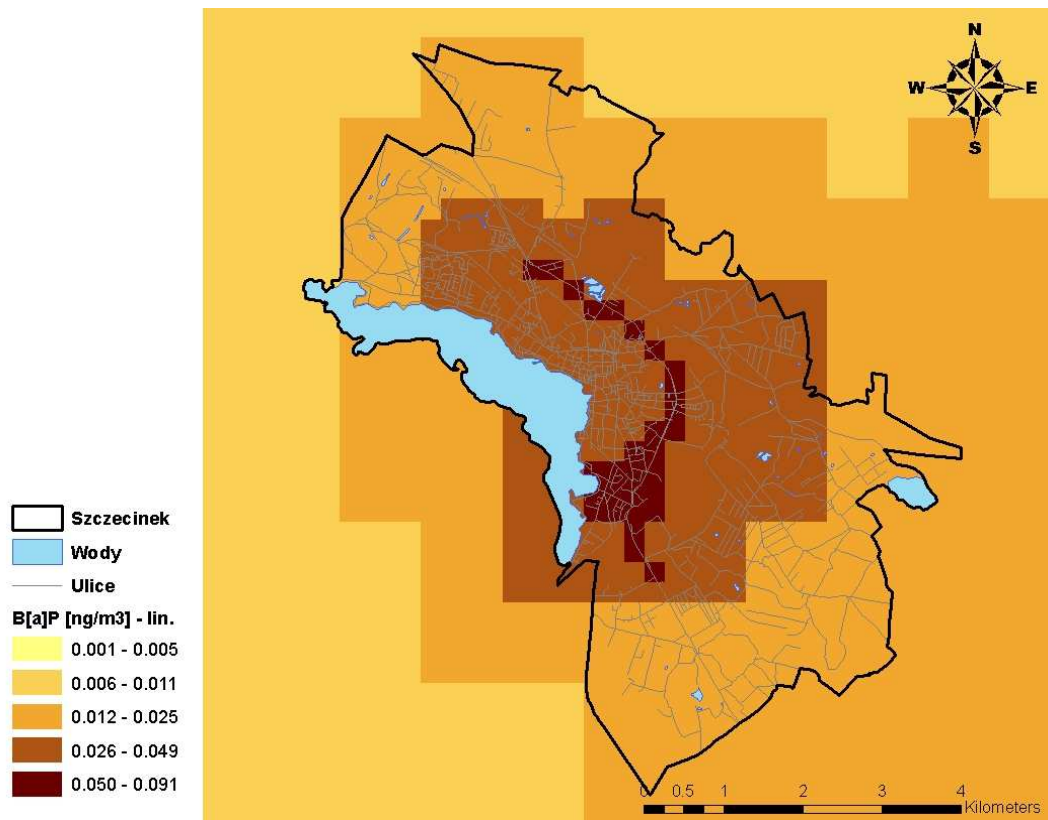 N
W E
S
Szczecinek
Wody
Ulice
B[a]P [ng/m3] - lin.
0.001 - 0.005
0.006 - 0.011
0.012 - 0.025
0.026 - 0.049
0.050 - 0.091
0 0.5 1 2 3 4
Kilometers